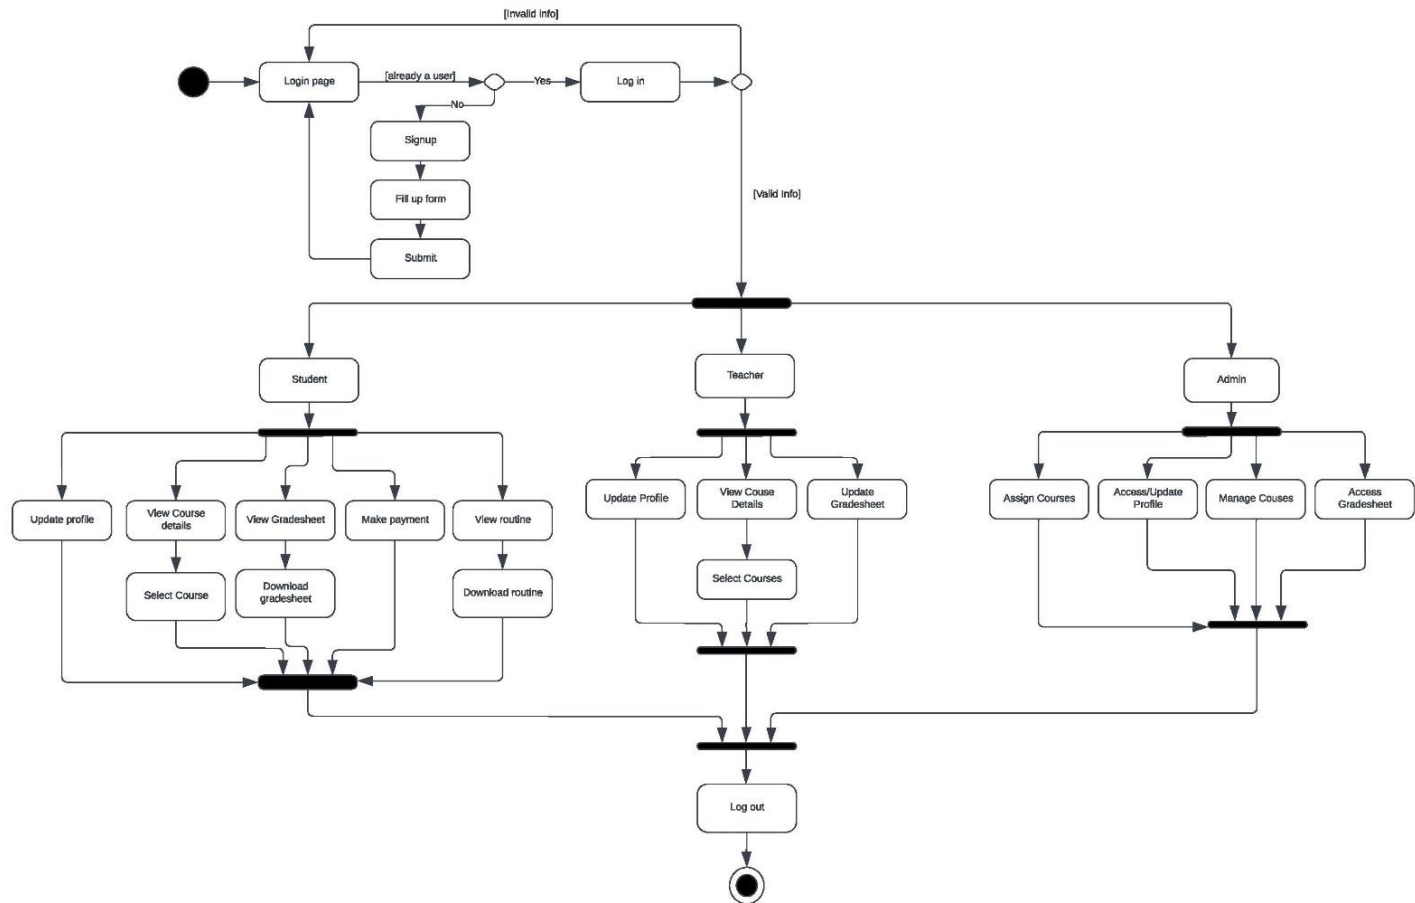 [Invalid info]
Login page
[already a user]
Yes
Log in
No
Signup
Fill up form
Submit
[Valid Info]
Student
Teacher
Admin
Update profile
View Course
details
View Gradesheet
Make payment
View routine
Select Course
Download
gradesheet
Download routine
Update Profile
View Couse
Details
Update
Gradesheet
Select Courses
Assign Courses
Access/Update
Profile
Manage Couses
Access
Gradesheet
Log out